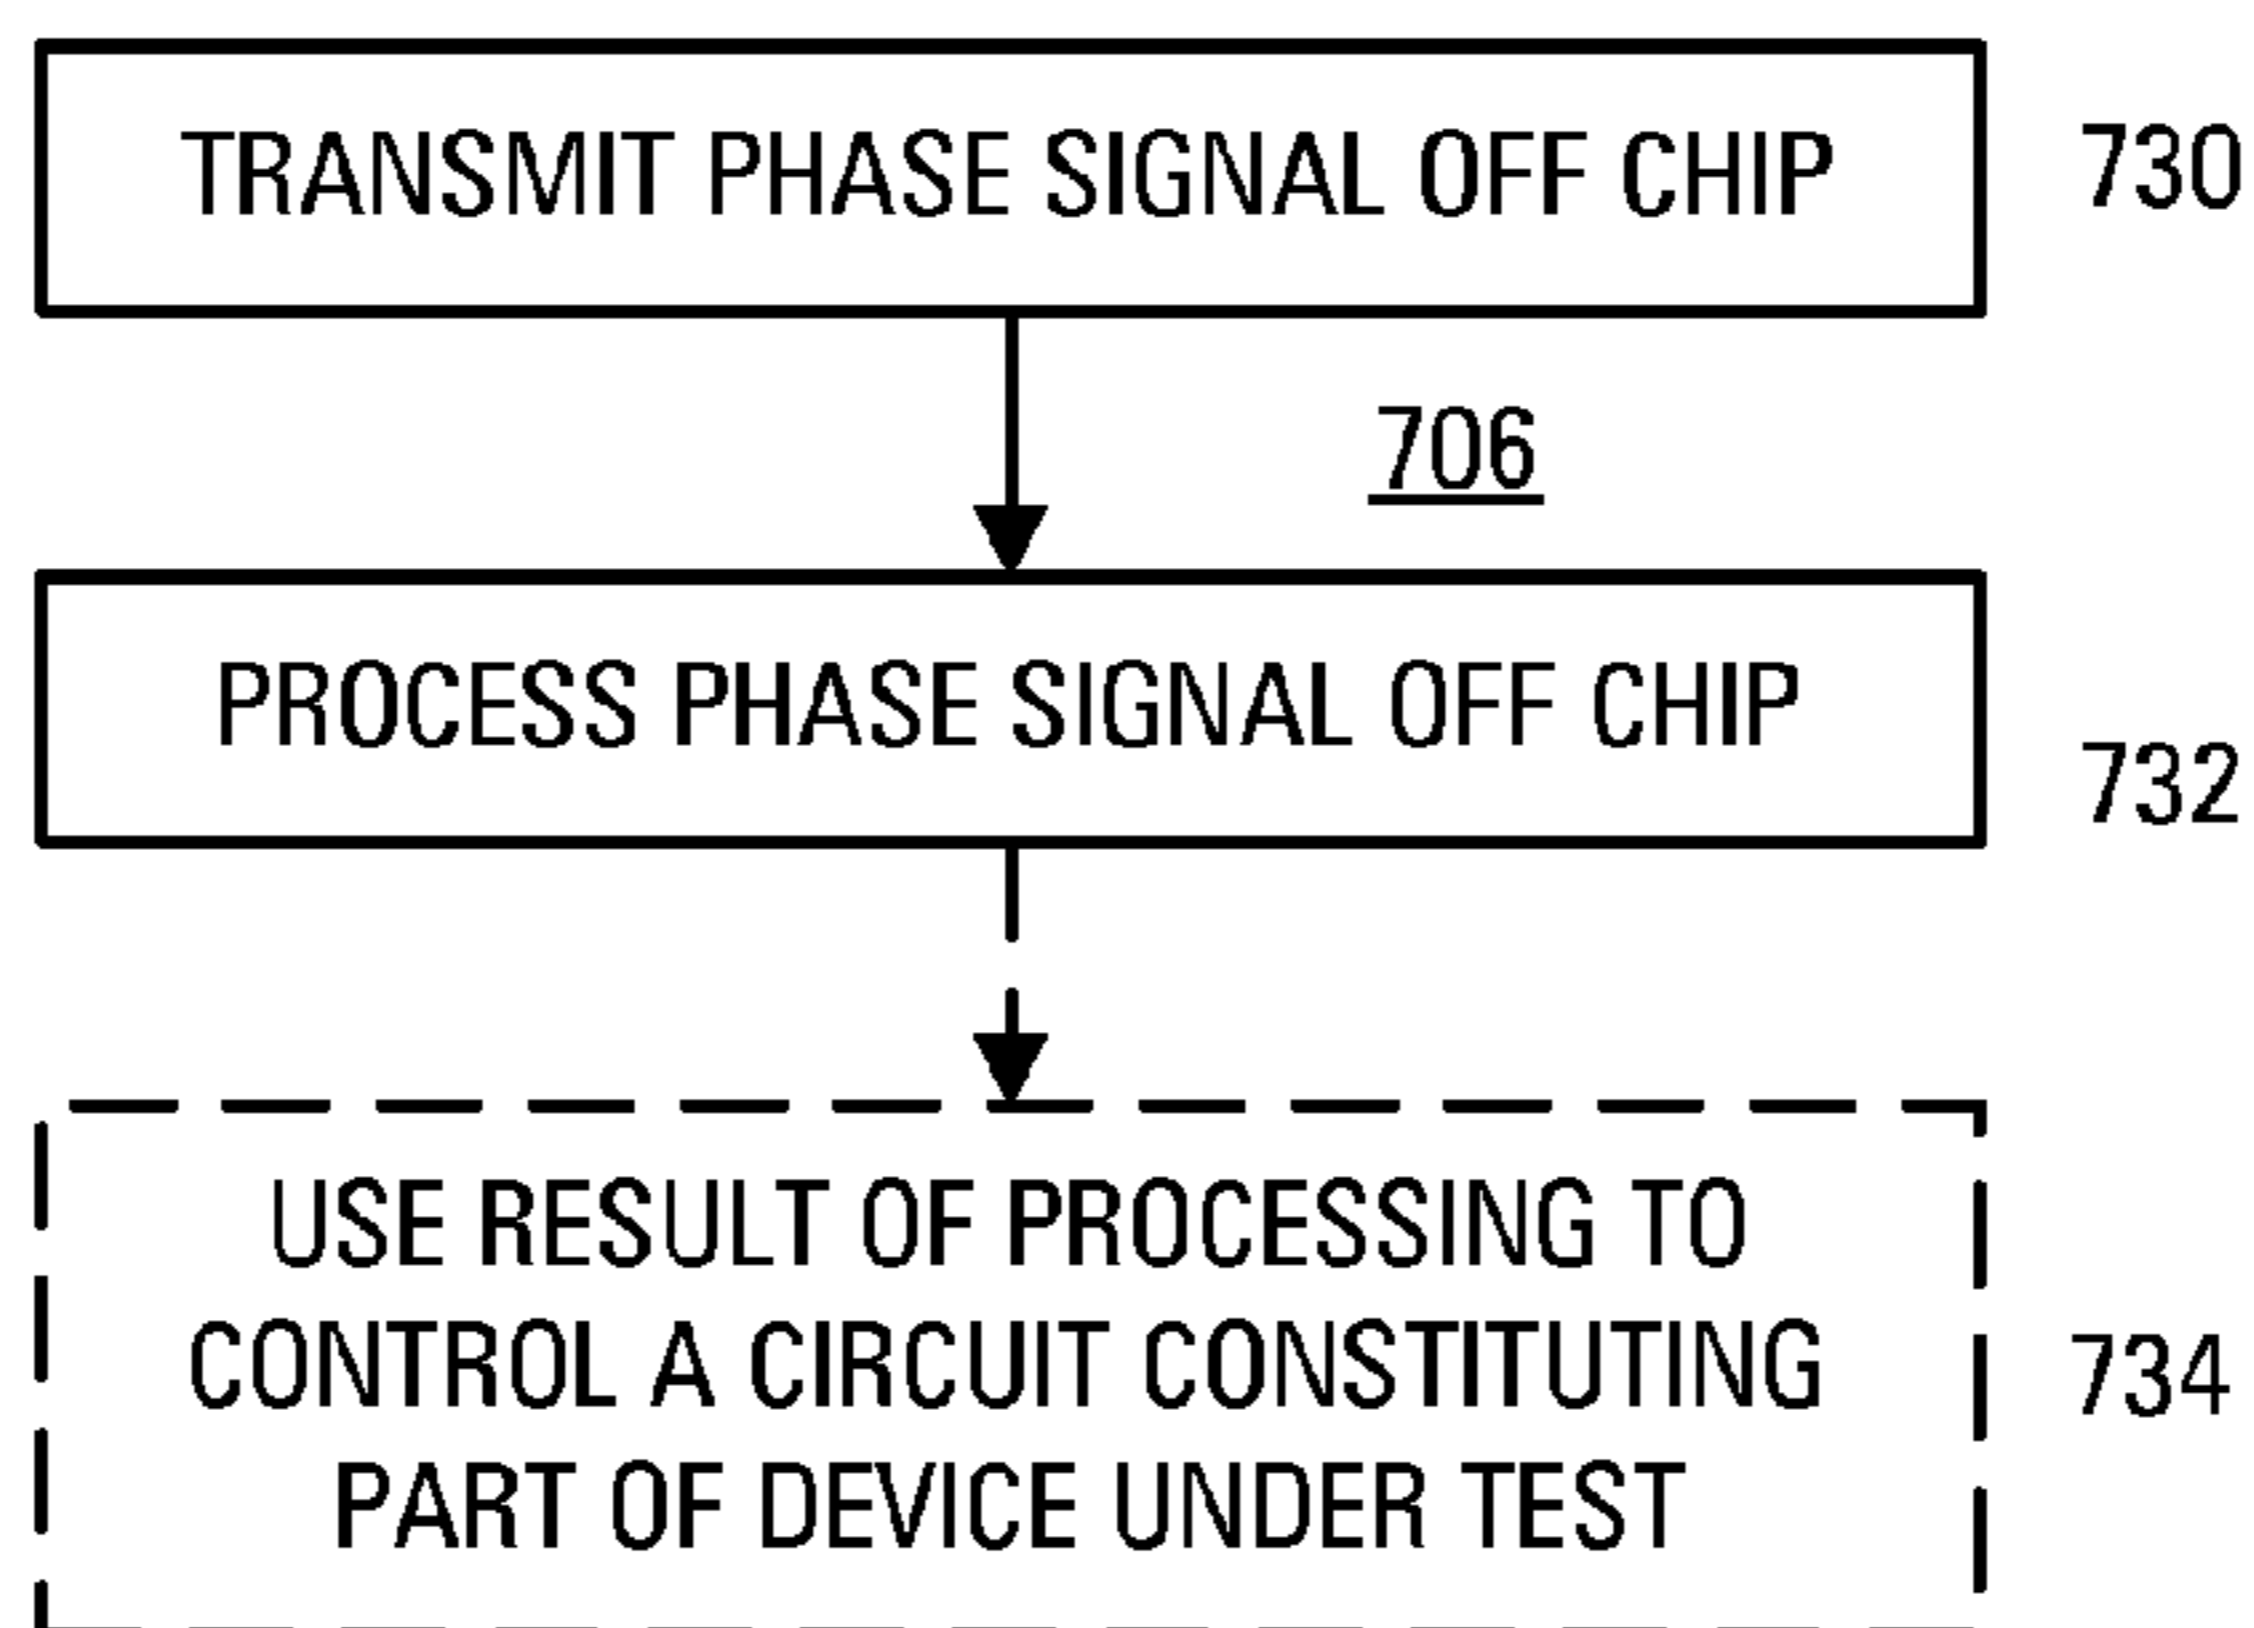 TRANSMIT PHASE SIGNAL OFF CHIP
730
706
PROCESS PHASE SIGNAL OFF CHIP
732
USE RESULT OF PROCESSING TO
CONTROL A CIRCUIT CONSTITUTING
PART OF DEVICE UNDER TEST
734